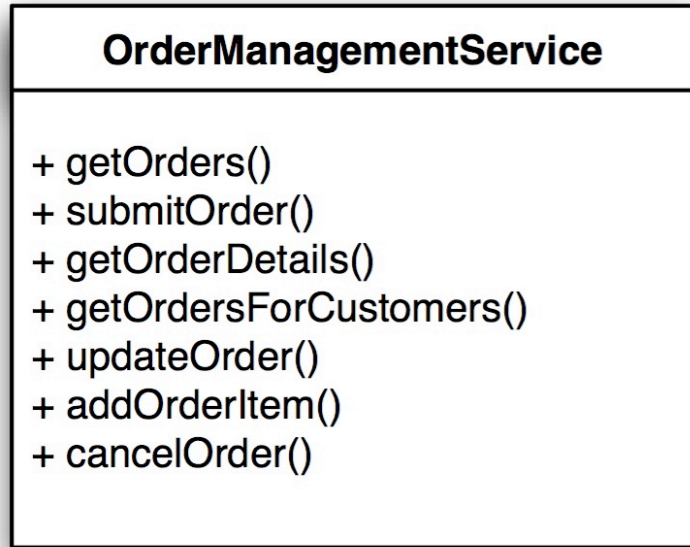 OrderManagementService
+ getOrders()
+ submitOrder()
+ getOrderDetails()
+ getOrdersForCustomers()
+ updateOrder()
+ addOrderItem()
+ cancelOrder()